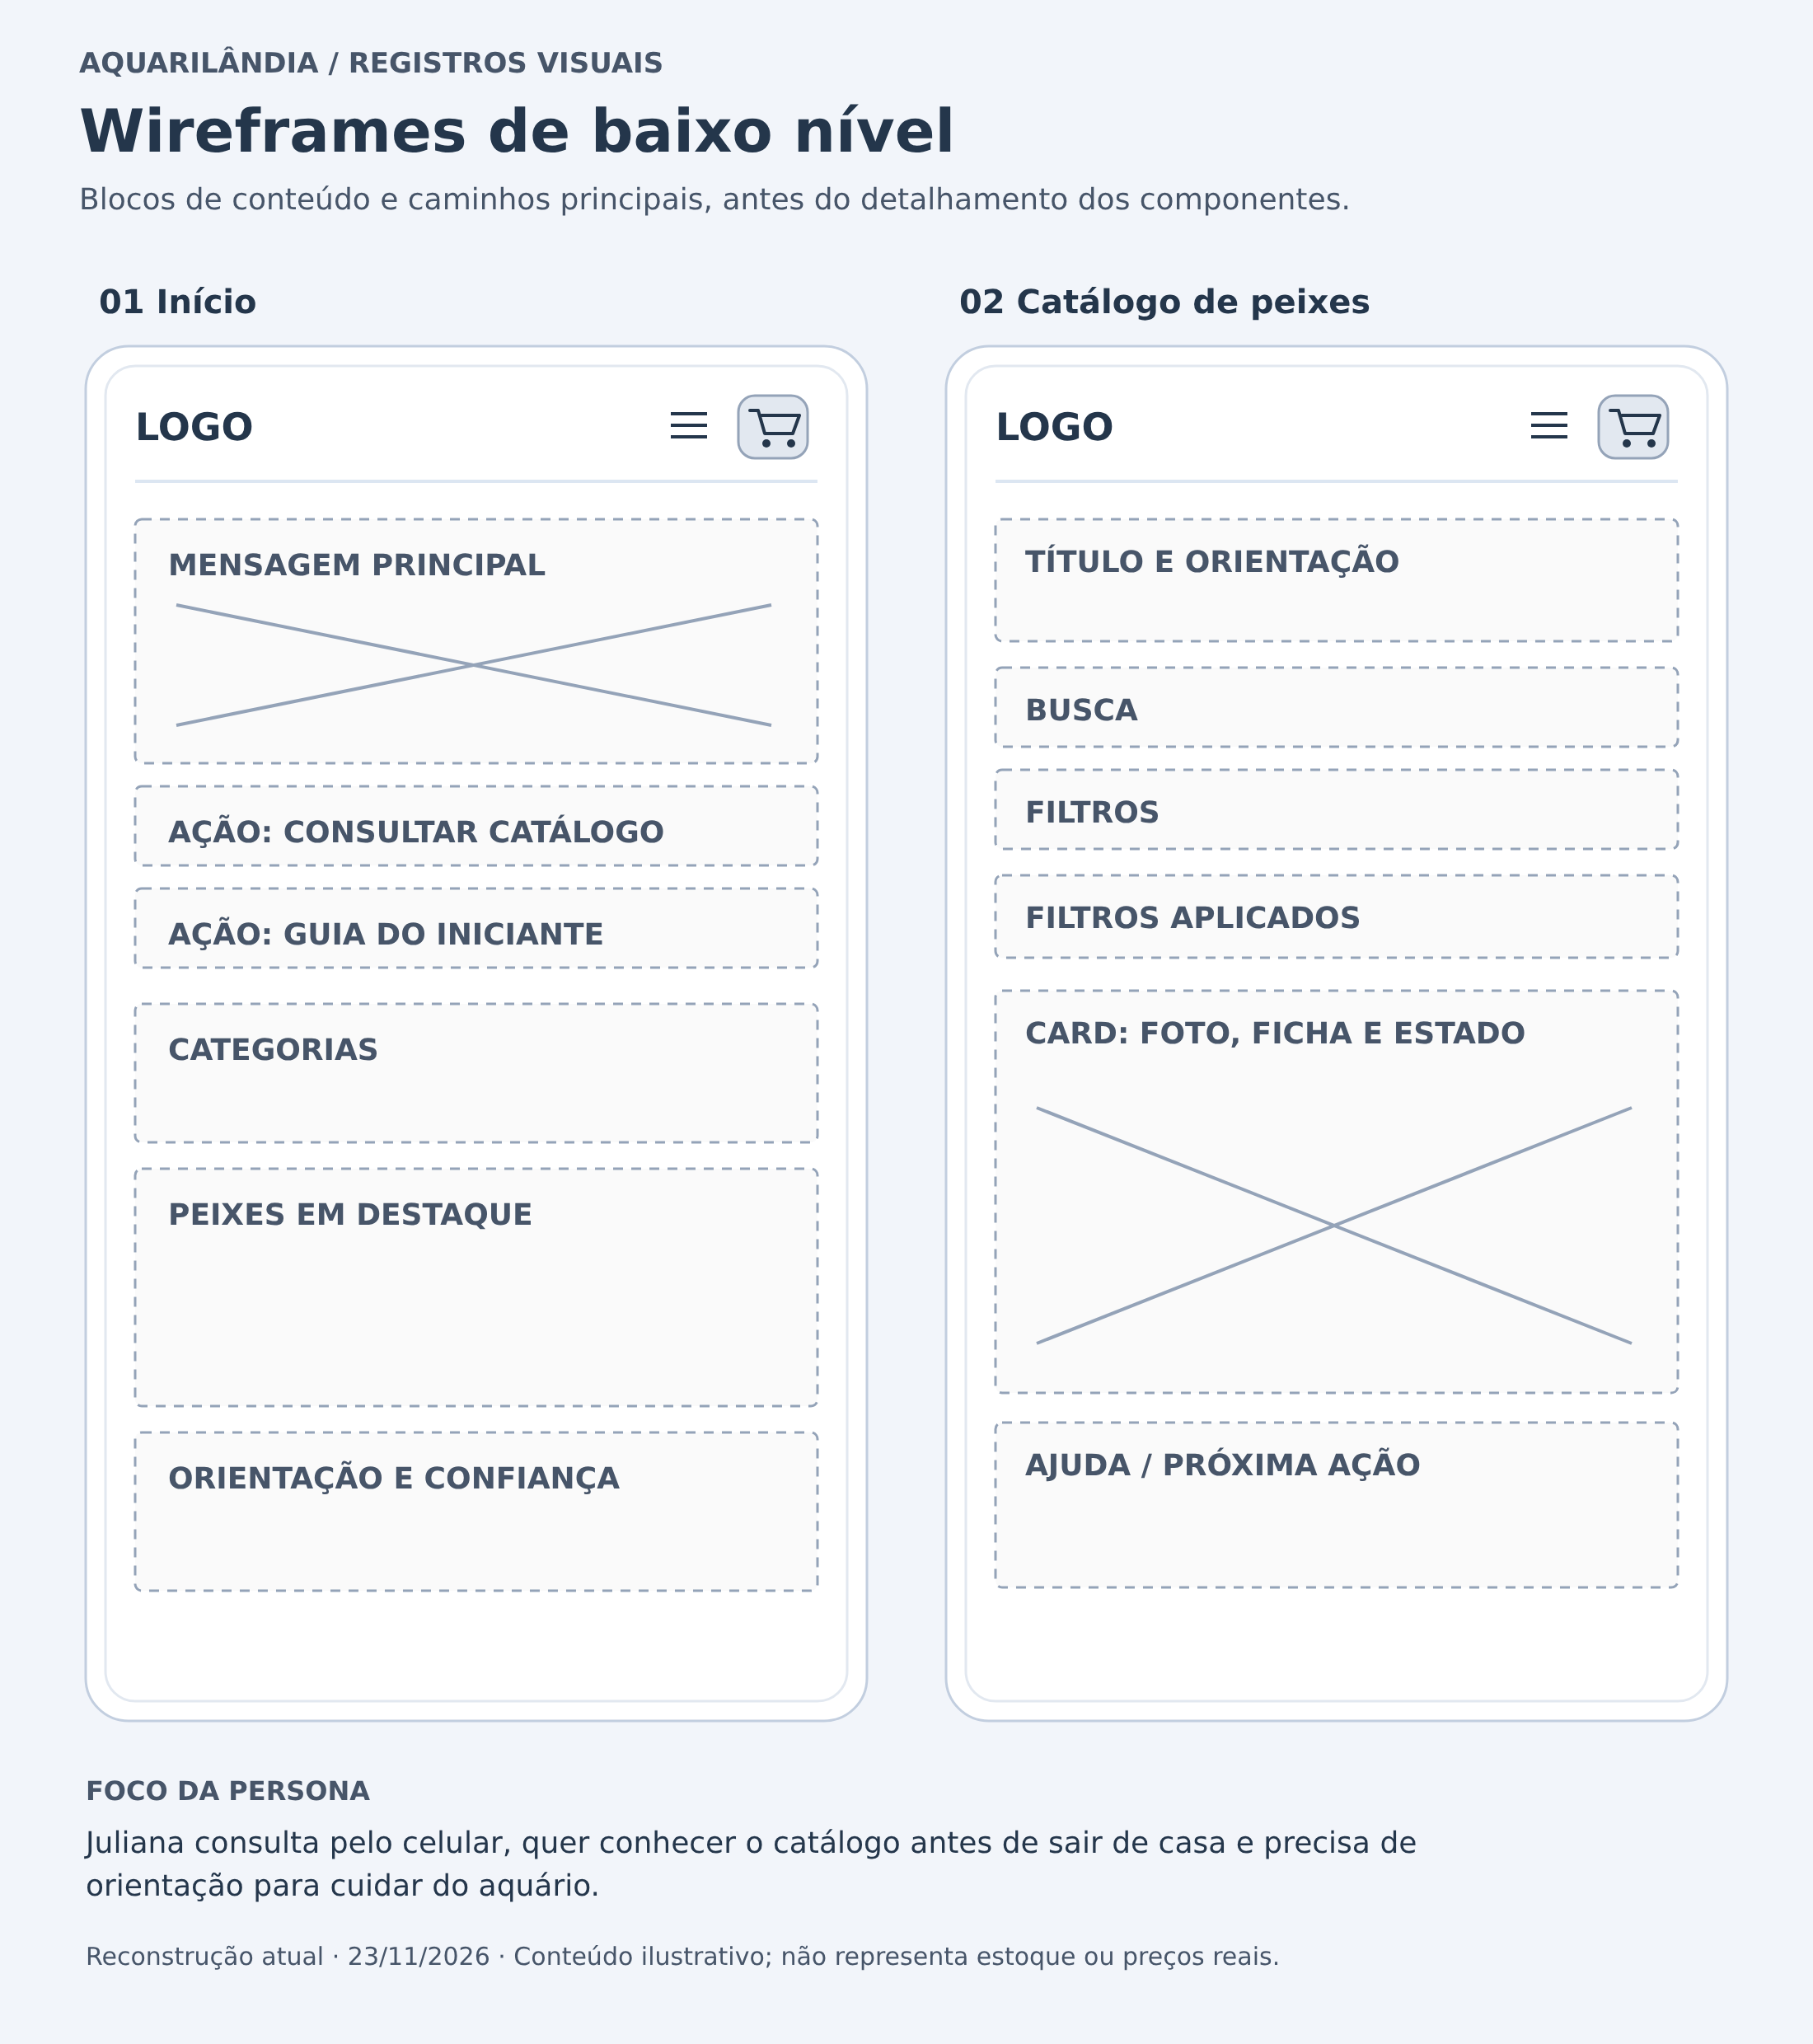 AQUARILÂNDIA / REGISTROS VISUAIS
Wireframes de baixo nível
Blocos de conteúdo e caminhos principais, antes do detalhamento dos componentes.
01 Início
LOGO
MENSAGEM PRINCIPAL
AÇÃO: CONSULTAR CATÁLOGO
AÇÃO: GUIA DO INICIANTE
CATEGORIAS
PEIXES EM DESTAQUE
ORIENTAÇÃO E CONFIANÇA
02 Catálogo de peixes
LOGO
TÍTULO E ORIENTAÇÃO
BUSCA
FILTROS
FILTROS APLICADOS
CARD: FOTO, FICHA E ESTADO
AJUDA / PRÓXIMA AÇÃO
FOCO DA PERSONA
Juliana consulta pelo celular, quer conhecer o catálogo antes de sair de casa e precisa de
orientação para cuidar do aquário.
Reconstrução atual · 23/11/2026 · Conteúdo ilustrativo; não representa estoque ou preços reais.